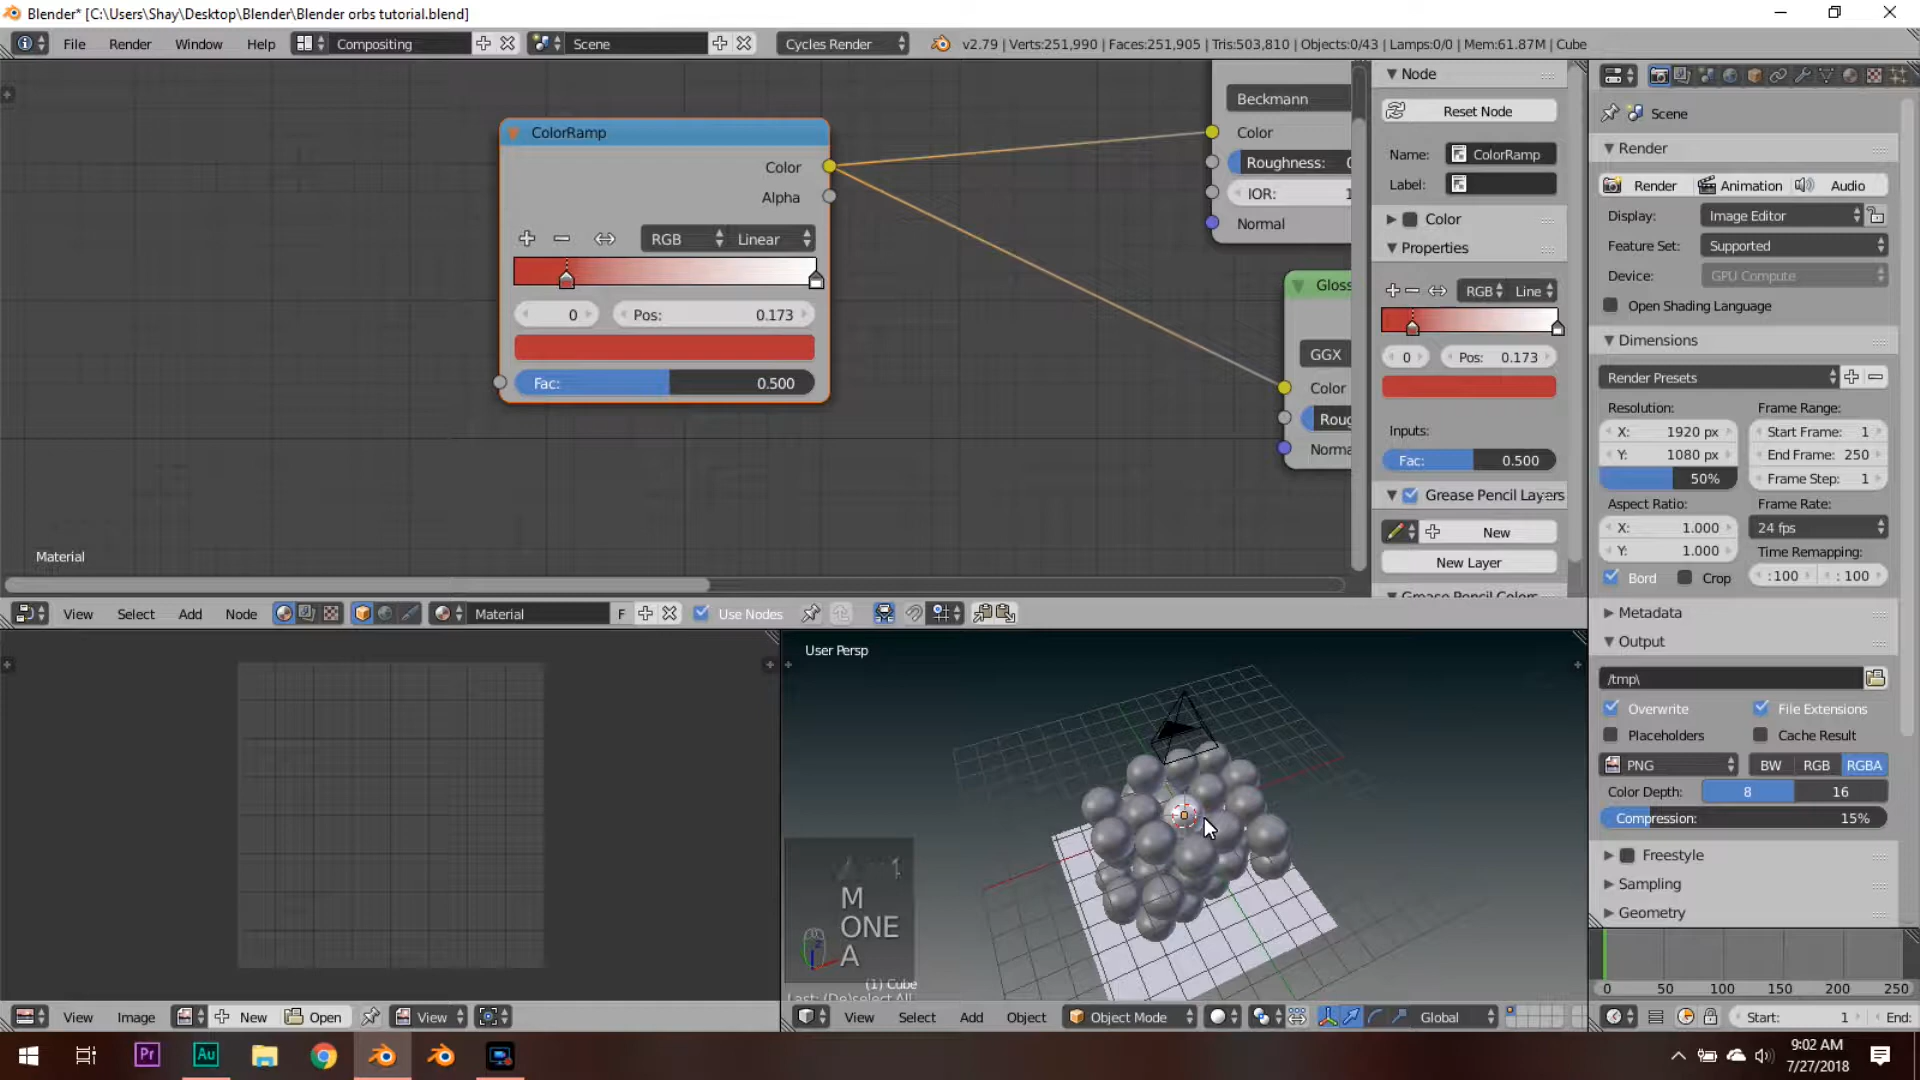 Blender* [C:\Users\Shay\Desktop\Blender\Blender orbs tutorial.blend]
File Render Window Help Compositing Scene Cycles Render v2.79 | Verts:251,990 | Faces:251,905 | Tris:503,810 | Objects:0/43 | Lamps:0/0 | Mem:61.87M | Cube
ColorRamp
Color
Alpha
RGB Linear
0 Pos: 0.173
Fac: 0.500
Beckmann
Color
Roughness:
IOR:
Normal
GGX
Color
Material
Node
Reset Node
Name: ColorRamp
Label:
Color
Properties
RGB Line
0 Pos: 0.173
Inputs:
Fac: 0.500
Grease Pencil Layers
New
New Layer
Scene
Render
Render Animation Audio
Display: Image Editor
Feature Set: Supported
Device: GPU Compute
Open Shading Language
Dimensions
Render Presets
Resolution: Frame Range:
X: 1920 px Start Frame: 1
Y: 1080 px End Frame: 250
50% Frame Step: 1
Aspect Ratio: Frame Rate:
X: 1.000 24 fps
Y: 1.000 Time Remapping:
Bord Crop :100 : 100
Metadata
Output
/tmp\
Overwrite File Extensions
Placeholders Cache Result
PNG BW RGB RGBA
Color Depth: 8 16
Compression: 15%
Freestyle
Sampling
Geometry
View Select Add Node Material F Use Nodes
User Persp
M
ONE
A
(1) Cube
Last: (De)select All
View Image New Open View
View Select Add Object Object Mode Global
0 50 100 150 200 250
Start: 1 End:
Pr Au
9:02 AM
7/27/2018